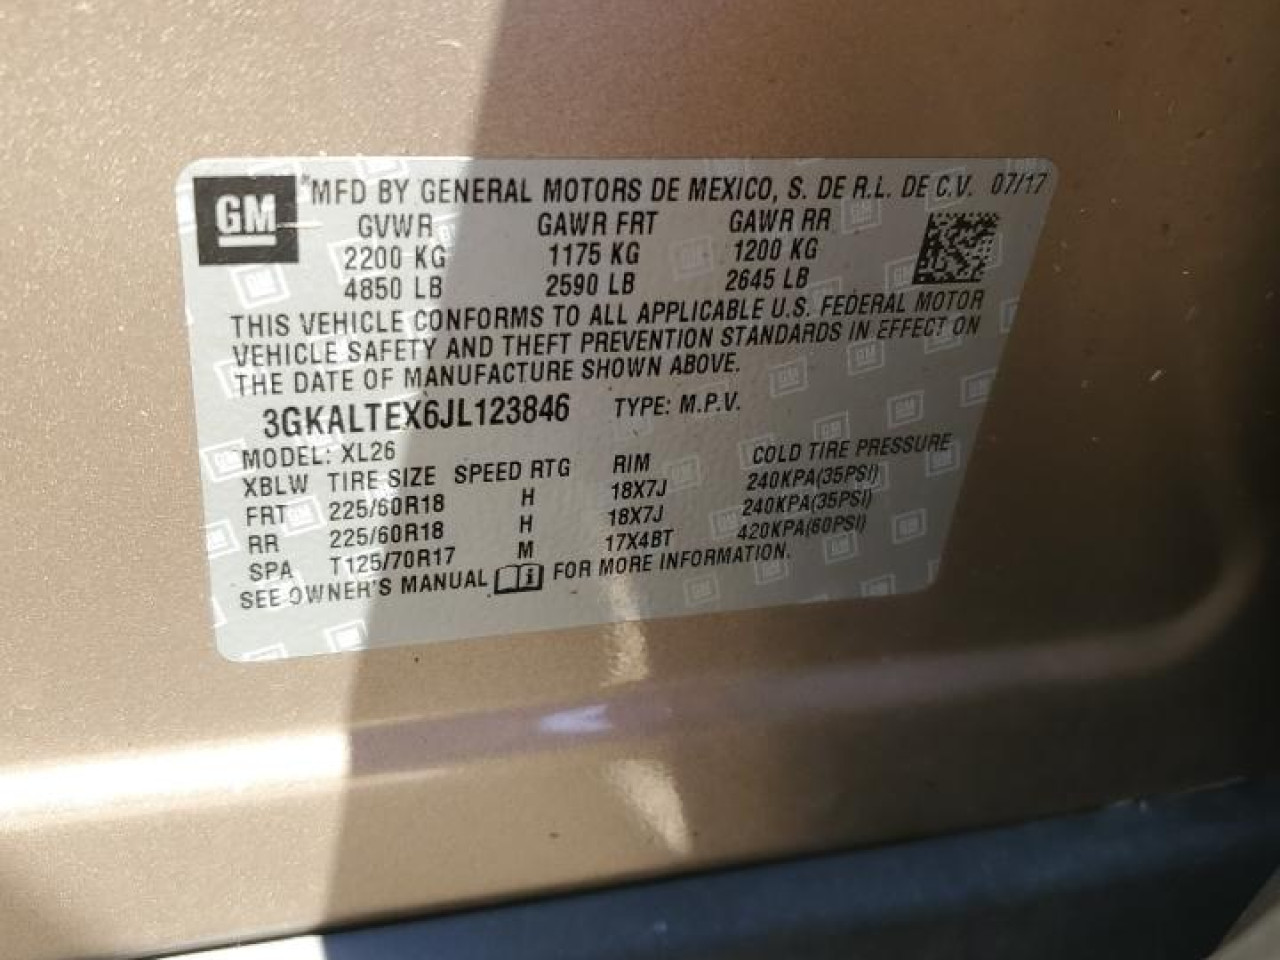 GM
*MFD BY GENERAL MOTORS DE MEXICO, S. DE R.L. DE C.V. 07/17
GVWR GAWR FRT GAWR RR
2200 KG 1175 KG 1200 KG
4850 LB 2590 LB 2645 LB
THIS VEHICLE CONFORMS TO ALL APPLICABLE U.S. FEDERAL MOTOR
VEHICLE SAFETY AND THEFT PREVENTION STANDARDS IN EFFECT ON
THE DATE OF MANUFACTURE SHOWN ABOVE.
3GKALTEX6JL123846 TYPE: M.P.V.
MODEL: XL26
XBLW TIRE SIZE SPEED RTG RIM COLD TIRE PRESSURE
FRT 225/60R18 H 18X7J 240KPA(35PSI)
RR 225/60R18 H 18X7J 240KPA(35PSI)
SPA T125/70R17 M 17X4BT 420KPA(60PSI)
SEE OWNER'S MANUAL FOR MORE INFORMATION.